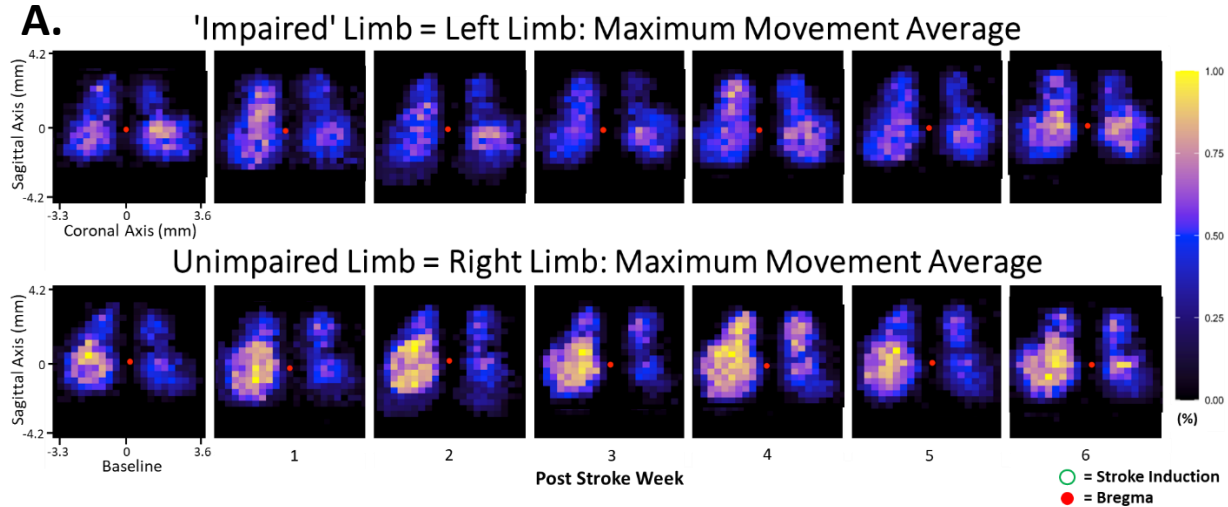 A.
'Impaired' Limb = Left Limb: Maximum Movement Average
4.2
0
-4.2
Sagittal Axis (mm)
-3.3 0 3.6
Coronal Axis (mm)
1.00
0.75
0.50
0.25
0.00
(%)
Unimpaired Limb = Right Limb: Maximum Movement Average
4.2
0
-4.2
Sagittal Axis (mm)
-3.3 0 3.6
Baseline 1 2 3 4 5 6
Post Stroke Week
= Stroke Induction
= Bregma